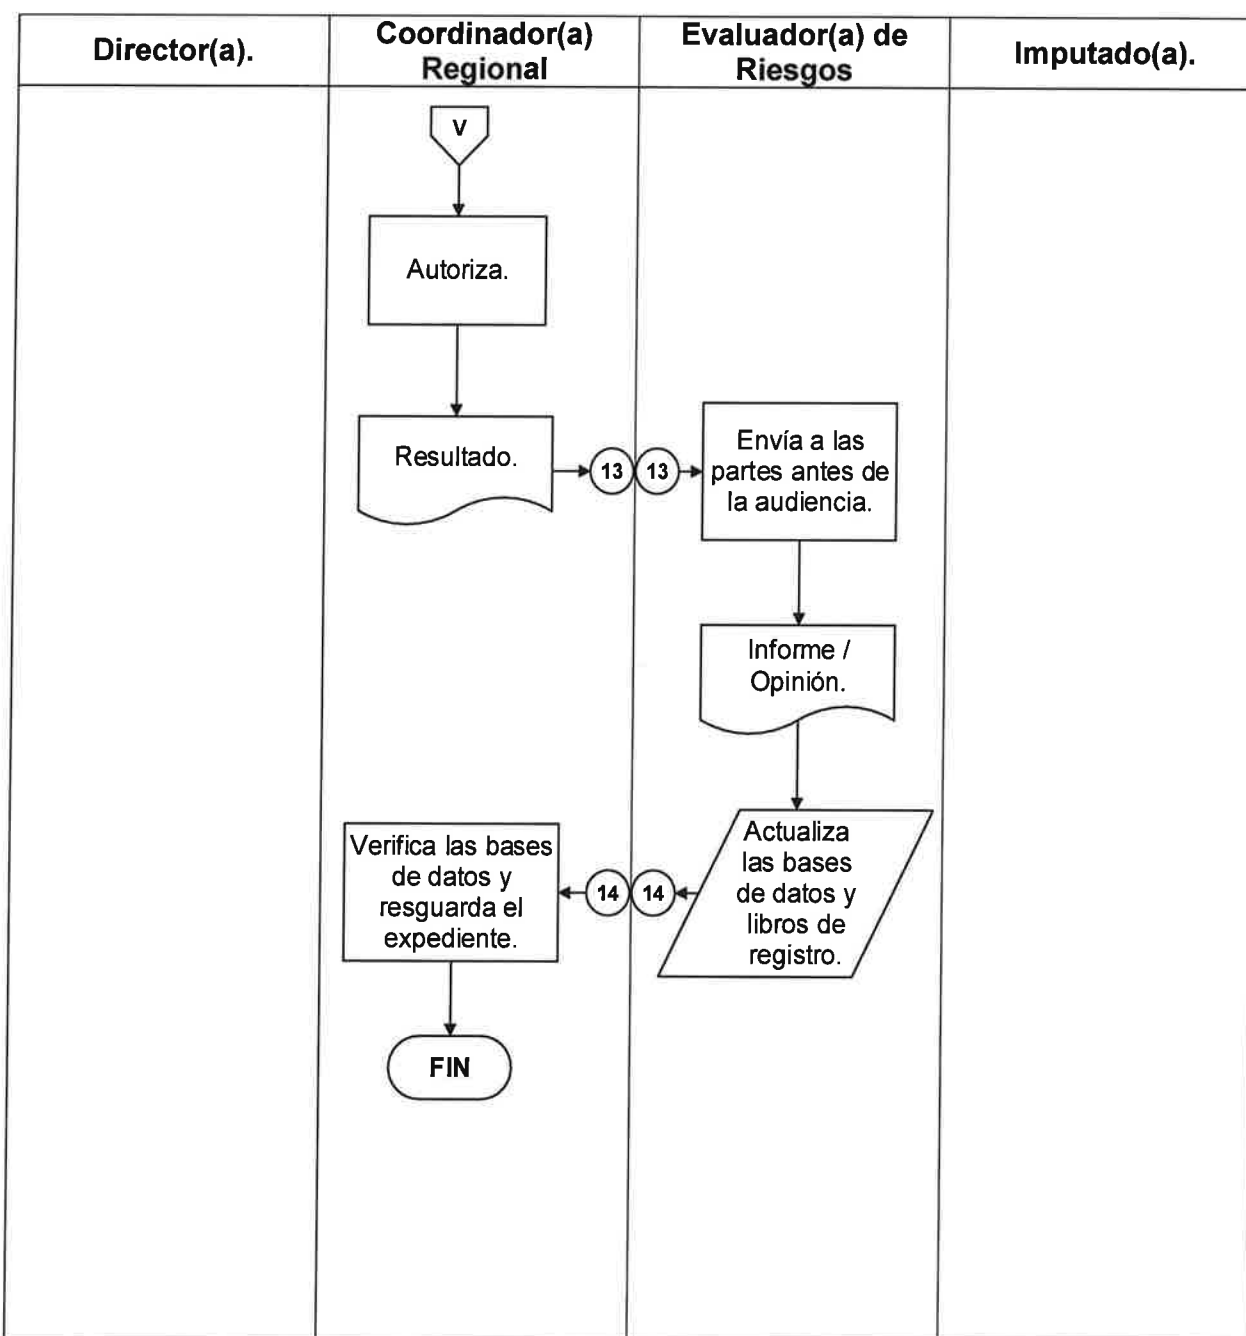 Director(a).
Coordinador(a)
Regional
Evaluador(a) de
Riesgos
Imputado(a).
V
Autoriza.
Resultado.
13
13
Envía a las
partes antes de
la audiencia.
Informe /
Opinión.
Actualiza
las bases
de datos y
libros de
registro.
14
14
Verifica las bases
de datos y
resguarda el
expediente.
FIN